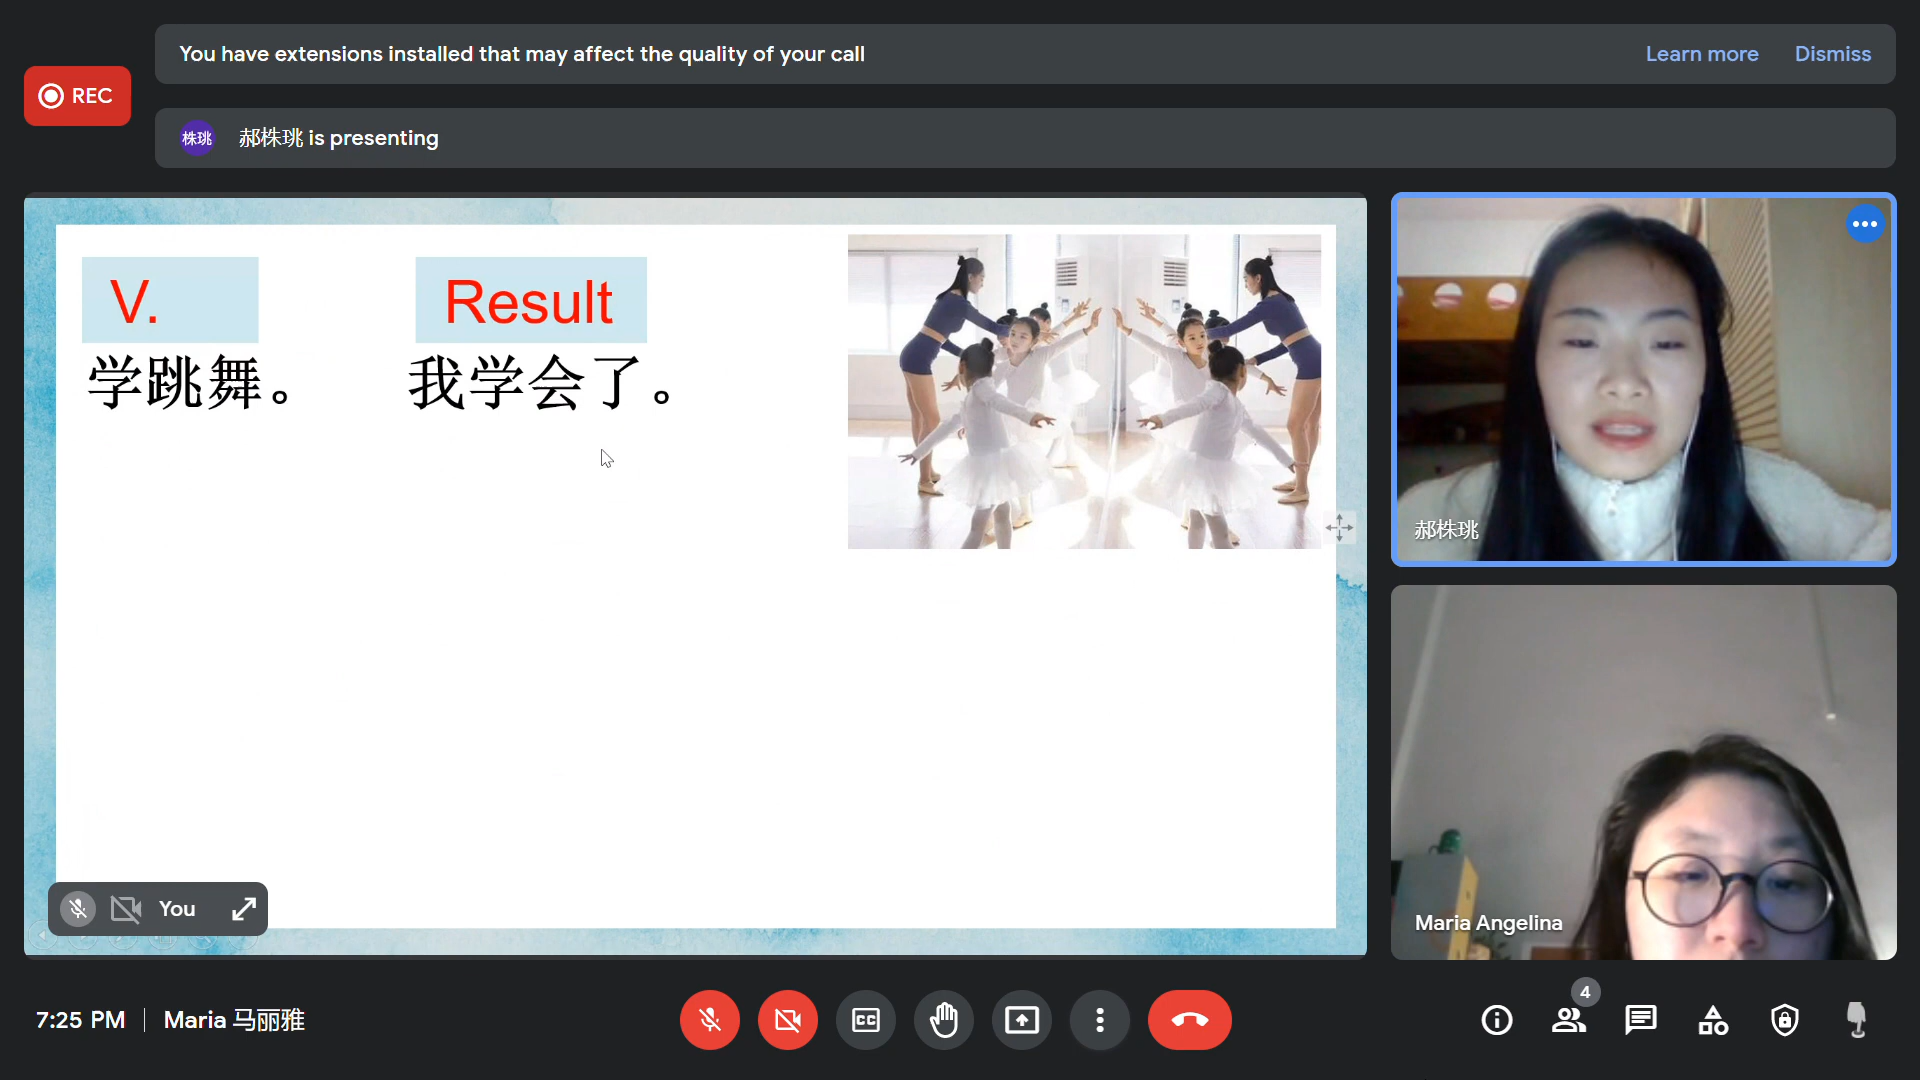 You have extensions installed that may affect the quality of your call
Learn more
Dismiss
REC
株珧
郝株珧 is presenting
V.
Result
学跳舞。
我学会了。
郝株珧
You
Maria Angelina
7:25 PM
Maria 马丽雅
CC
4